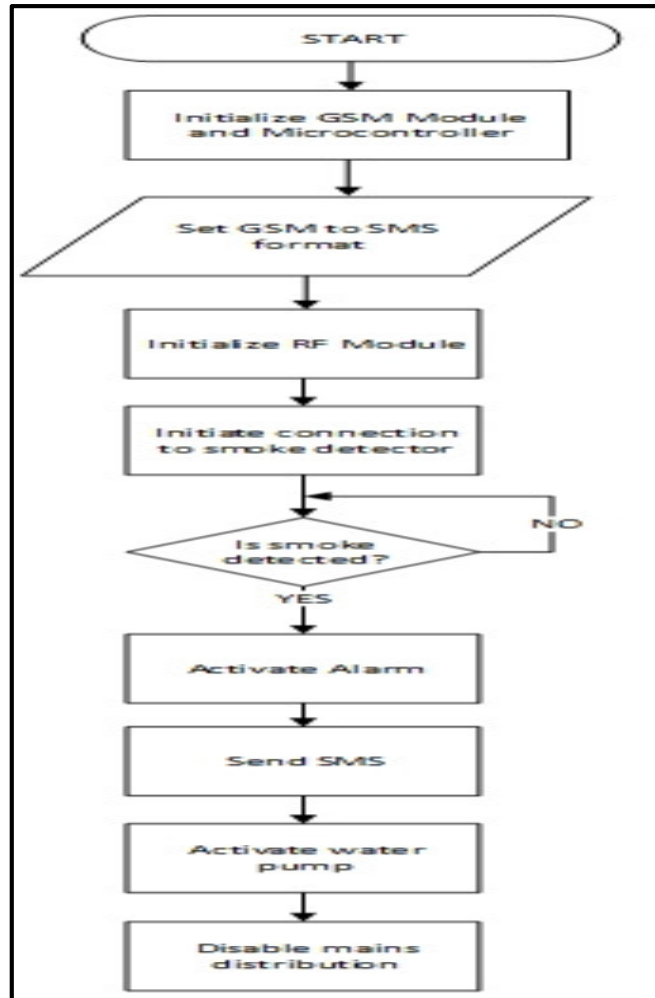 START
Initialize GSM Module
and Microcontroller
Set GSM to SMS
format
Initialize RF Module
Initiate connection
to smoke detector
NO
Is smoke
detected?
YES
Activate Alarm
Send SMS
Activate water
pump
Disable mains
distribution